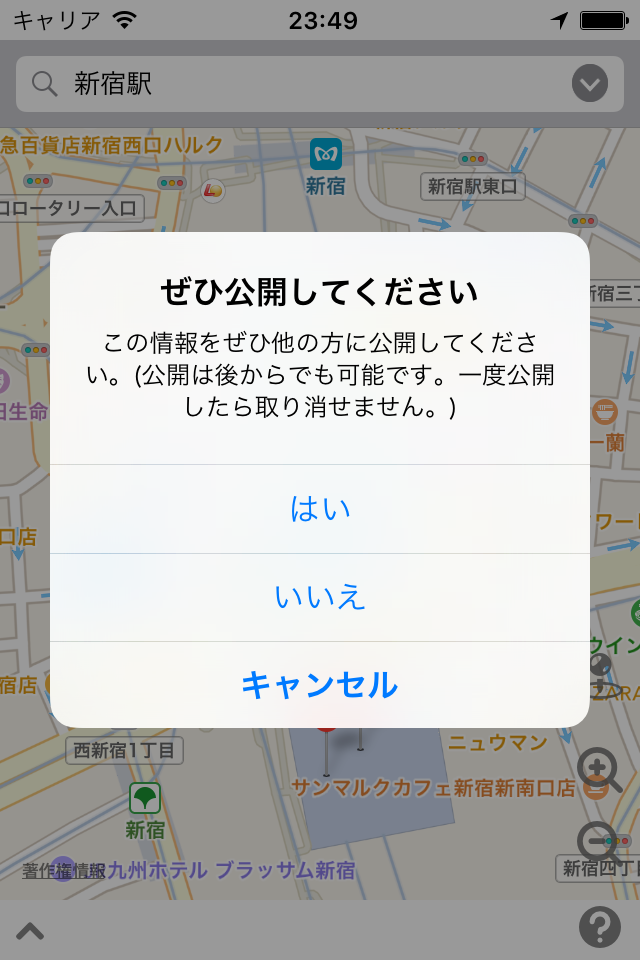 キャリア 23:49
新宿駅
急百貨店新宿西口ハルク
新宿
新宿駅東口
ロータリー入口
新宿三丁
ぜひ公開してください
この情報をぜひ他の方に公開してくださ
い。(公開は後からでも可能です。一度公開
したら取り消せません。)
生命
一蘭
はい
口店
ワー
いいえ
ウイン
キャンセル
宿店
ZARA
西新宿1丁目
ニュウマン
サンマルクカフェ新宿新南口店
新宿
著作権情報
九州ホテル ブラッサム新宿
新宿四丁目